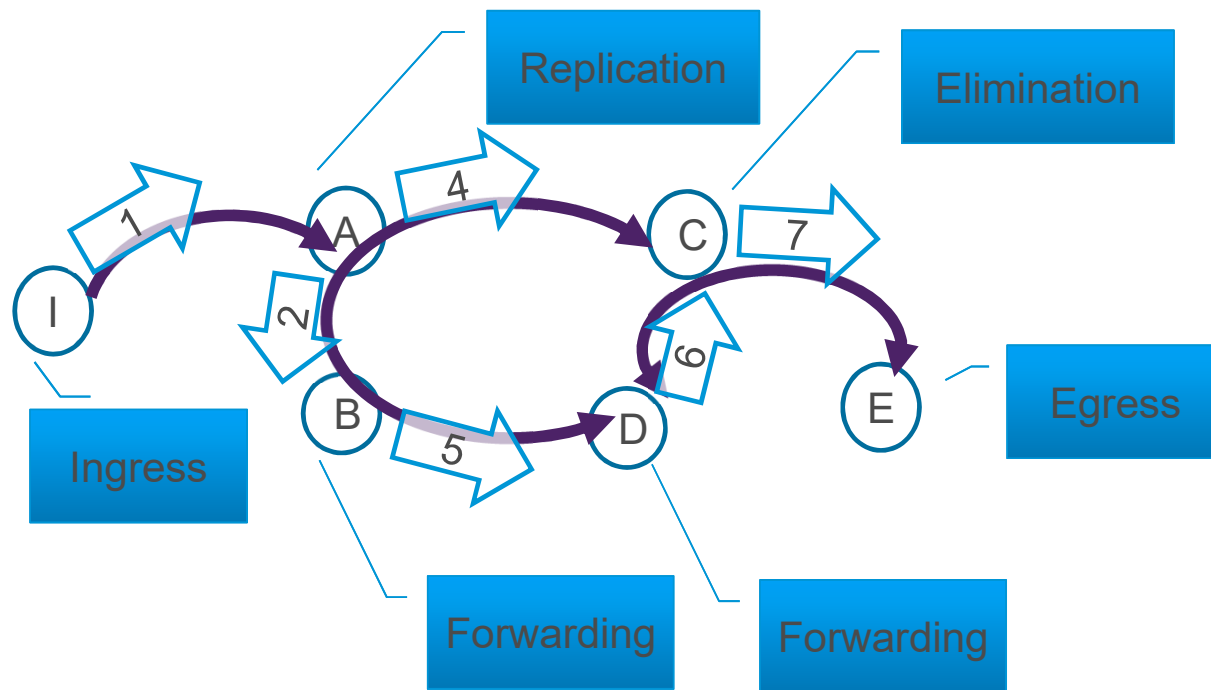 Replication
Elimination
1
4
A
C
7
I
2
6
B
5
D
E
Egress
Ingress
Forwarding
Forwarding